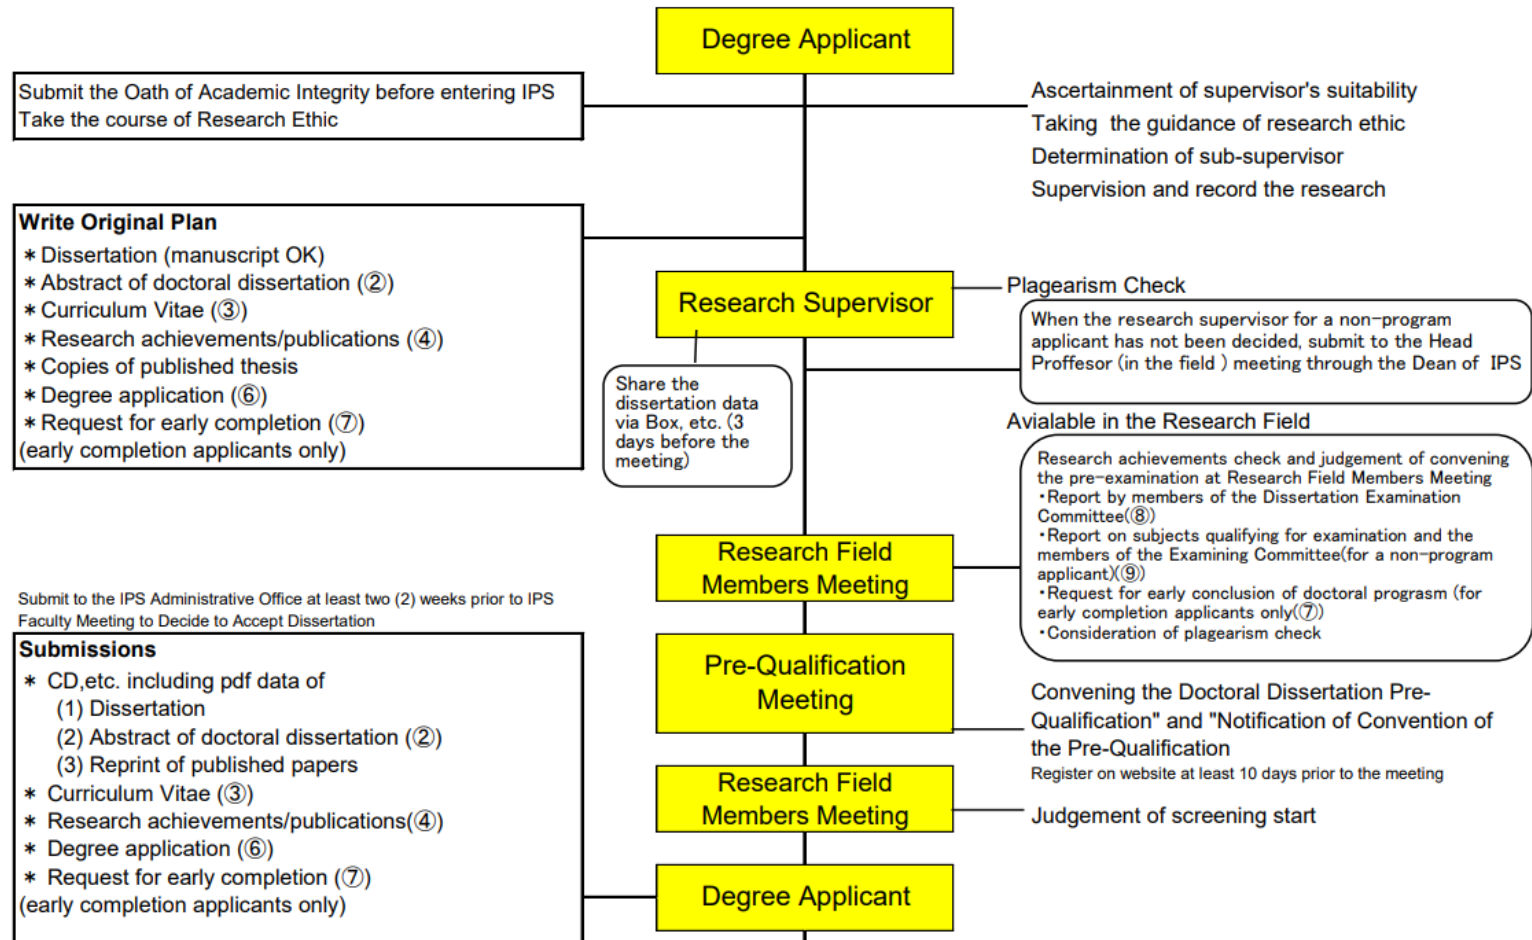 Degree Applicant
Submit the Oath of Academic Integrity before entering IPS
Take the course of Research Ethic
Ascertainment of supervisor's suitability
Taking  the guidance of research ethic
Determination of sub-supervisor
Supervision and record the research
Write Original Plan
* Dissertation (manuscript OK)
* Abstract of doctoral dissertation (②)
* Curriculum Vitae (③)
* Research achievements/publications (④)
* Copies of published thesis
* Degree application (⑥)
* Request for early completion (⑦)
(early completion applicants only)
Research Supervisor
Plagearism Check
When the research supervisor for a non-program
applicant has not been decided, submit to the Head
Proffesor (in the field ) meeting through the Dean of  IPS
Share the
dissertation data
via Box, etc. (3
days before the
meeting)
Avialable in the Research Field
Research achievements check and judgement of convening
the pre-examination at Research Field Members Meeting
・Report by members of the Dissertation Examination
Committee(⑧)
・Report on subjects qualifying for examination and the
members of the Examining Committee(for a non-program
applicant)(⑨)
・Request for early conclusion of doctoral prograsm (for
early completion applicants only(⑦)
・Consideration of plagearism check
Research Field
Members Meeting
Submit to the IPS Administrative Office at least two (2) weeks prior to IPS
Faculty Meeting to Decide to Accept Dissertation
Submissions
* CD,etc. including pdf data of
(1) Dissertation
(2) Abstract of doctoral dissertation (②)
(3) Reprint of published papers
* Curriculum Vitae (③)
* Research achievements/publications(④)
* Degree application (⑥)
* Request for early completion (⑦)
(early completion applicants only)
Pre-Qualification
Meeting
Convening the Doctoral Dissertation Pre-
Qualification" and "Notification of Convention of
the Pre-Qualification
Register on website at least 10 days prior to the meeting
Research Field
Members Meeting
Judgement of screening start
Degree Applicant